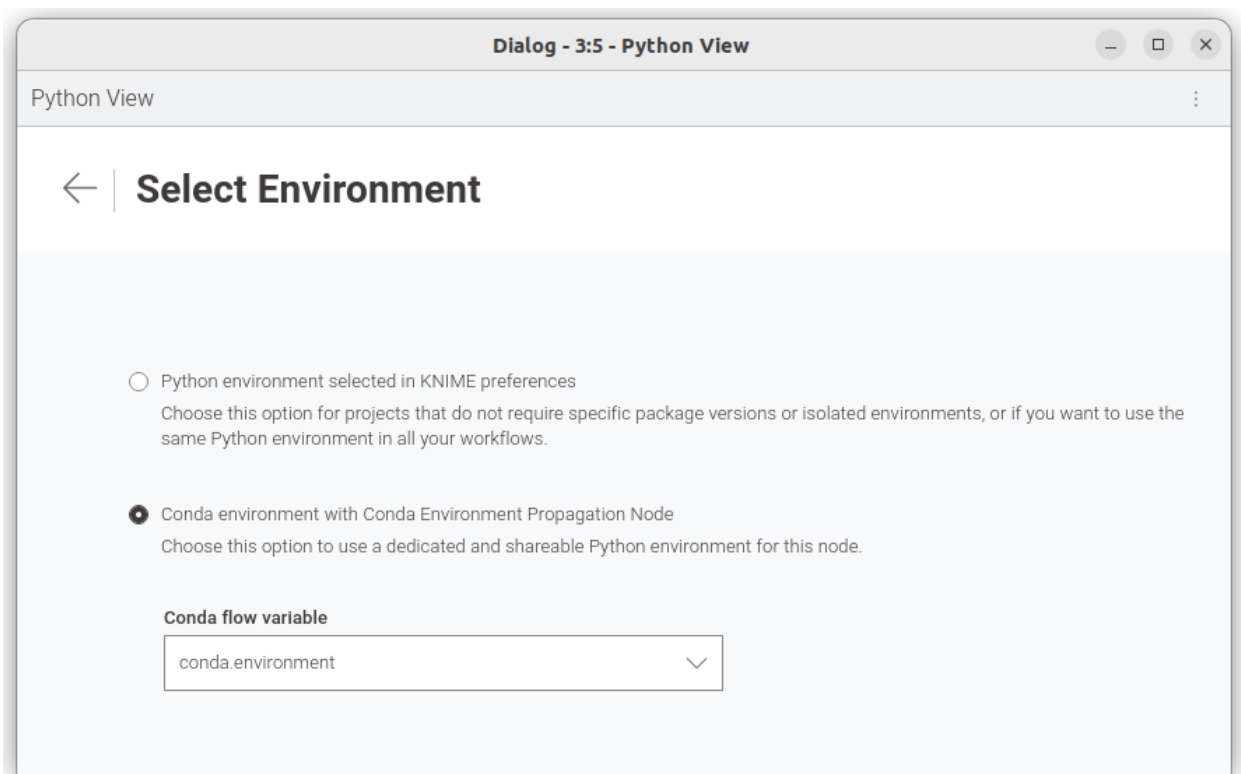 Dialog - 3:5 - Python View
Python View
Select Environment
Python environment selected in KNIME preferences
Choose this option for projects that do not require specific package versions or isolated environments, or if you want to use the
same Python environment in all your workflows.
Conda environment with Conda Environment Propagation Node
Choose this option to use a dedicated and shareable Python environment for this node.
Conda flow variable
conda.environment